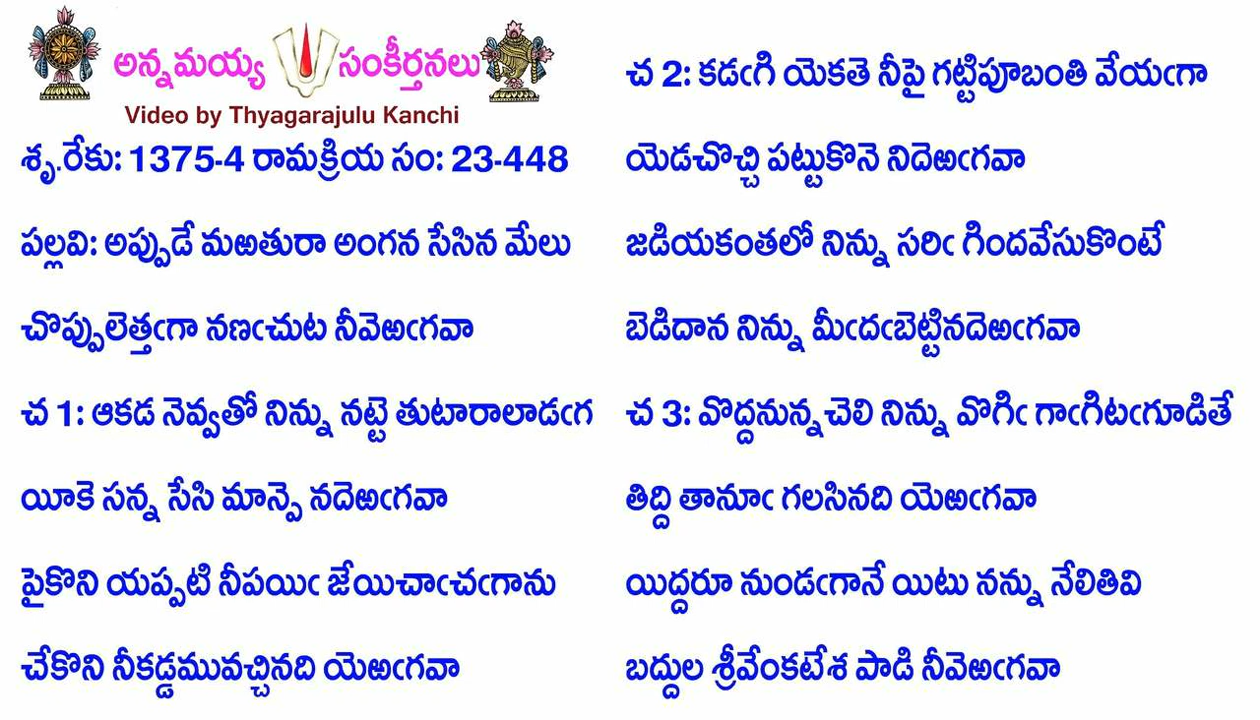 అన్నమయ్య సంకీర్తనలు
Video by Thyagarajulu Kanchi
శృ.రేకు: 1375-4 రామక్రియ సం: 23-448
పల్లవి: అప్పుడే మఱతురా అంగన సేసిన మేలు
చొప్పులెత్తఁగా నణఁచుట నీవెఱఁగవా
చ 1: ఆకడ నెవ్వతో నిన్ను నట్టె తుటారాలాడఁగ
యీకె సన్న సేసి మాన్పె నదెఱఁగవా
పైకొని యప్పటి నీపయిఁ జేయిచాఁచఁగాను
చేకొని నీకడ్డమువచ్చినది యెఱఁగవా
చ 2: కడఁగి యెకతె నీపై గట్టిపూబంతి వేయఁగా
యెడచొచ్చి పట్టుకొనె నిదెఱఁగవా
జడియకంతలో నిన్ను సరిఁ గిందవేసుకొంటే
బెడిదాన నిన్ను మీఁదఁబెట్టినదెఱఁగవా
చ 3: వొద్దనున్నచెలి నిన్ను వొగిఁ గాఁగిటఁగూడితే
తిద్ది తానూఁ గలసినది యెఱఁగవా
యిద్దరూ నుండఁగానే యిటు నన్ను నేలితివి
బద్దుల శ్రీవేంకటేశ పాడి నీవెఱఁగవా